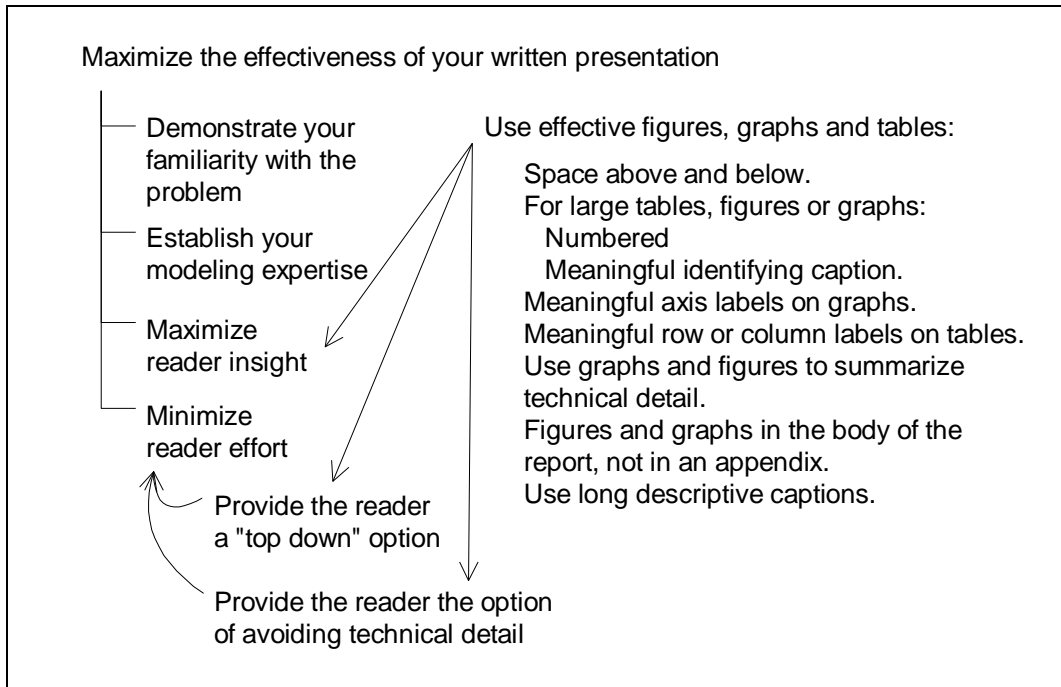 Maximize the effectiveness of your written presentation
Demonstrate your
familiarity with the
problem
Establish your
modeling expertise
Maximize
reader insight
Minimize
reader effort
Provide the reader
a "top down" option
Provide the reader the option
of avoiding technical detail
Use effective figures, graphs and tables:
Space above and below.
For large tables, figures or graphs:
Numbered
Meaningful identifying caption.
Meaningful axis labels on graphs.
Meaningful row or column labels on tables.
Use graphs and figures to summarize
technical detail.
Figures and graphs in the body of the
report, not in an appendix.
Use long descriptive captions.